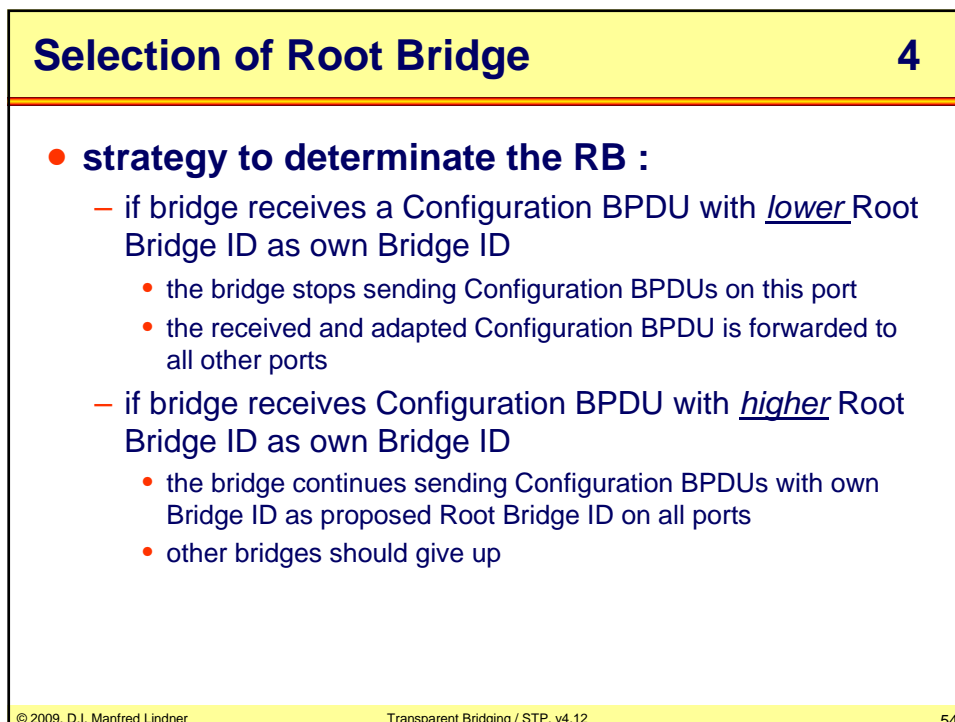 Selection of Root Bridge 4
• strategy to determinate the RB :
– if bridge receives a Configuration BPDU with lower Root
Bridge ID as own Bridge ID
• the bridge stops sending Configuration BPDUs on this port
• the received and adapted Configuration BPDU is forwarded to
all other ports
– if bridge receives Configuration BPDU with higher Root
Bridge ID as own Bridge ID
• the bridge continues sending Configuration BPDUs with own
Bridge ID as proposed Root Bridge ID on all ports
• other bridges should give up
© 2009, D.I. Manfred Lindner Transparent Bridging / STP, v4.12 54